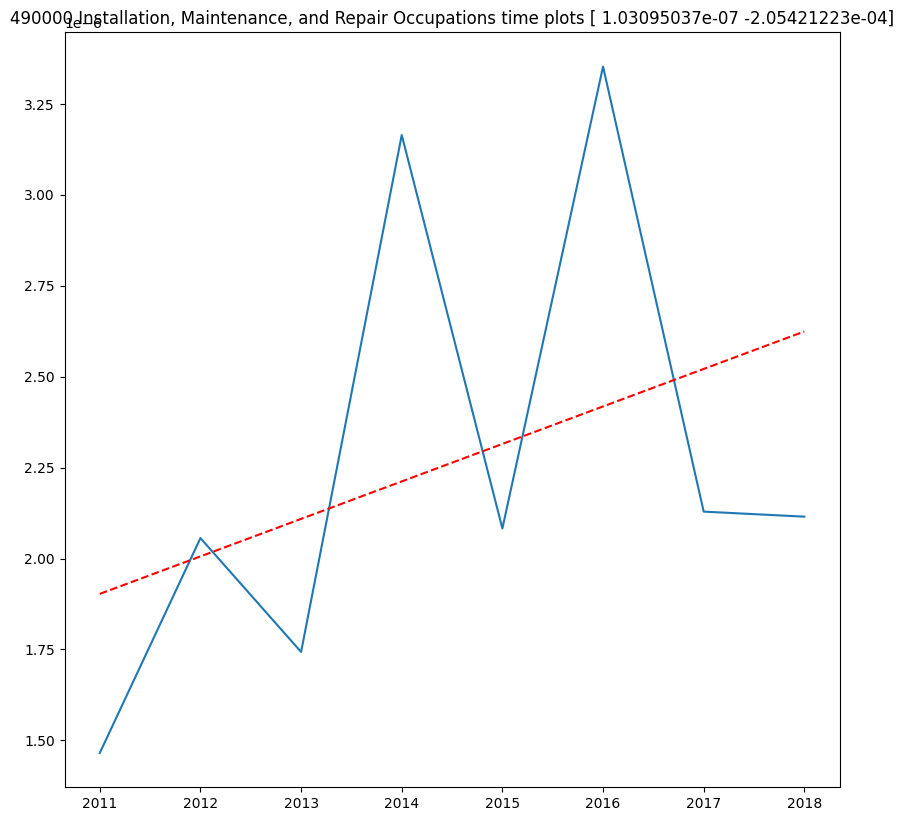 490000 Installation, Maintenance, and Repair Occupations time plots [ 1.03095037e-07 -2.05421223e-04]
1e-6
3.25
3.00
2.75
2.50
2.25
2.00
1.75
1.50
2011 2012 2013 2014 2015 2016 2017 2018